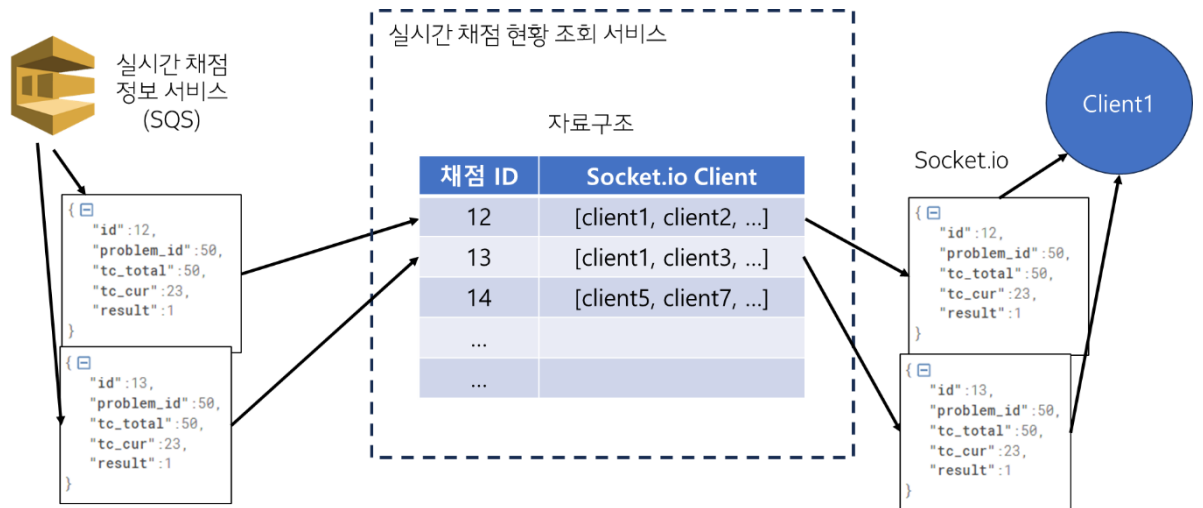 실시간 채점
정보 서비스
(SQS)
{
"id":12,
"problem_id":50,
"tc_total":50,
"tc_cur":23,
"result":1
}
{
"id":13,
"problem_id":50,
"tc_total":50,
"tc_cur":23,
"result":1
}
실시간 채점 현황 조회 서비스
자료구조
채점 ID Socket.io Client
12 [client1, client2, ...]
13 [client1, client3, ...]
14 [client5, client7, ...]
...
...
Client1
Socket.io
{
"id":12,
"problem_id":50,
"tc_total":50,
"tc_cur":23,
"result":1
}
{
"id":13,
"problem_id":50,
"tc_total":50,
"tc_cur":23,
"result":1
}